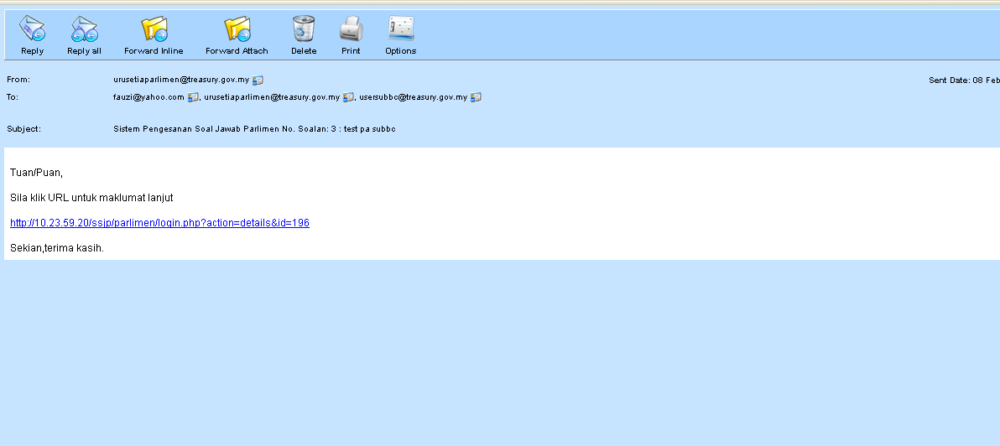 Reply Reply all Forward Inline Forward Attach Delete Print Options
From: urusetiaparlimen@treasury.gov.my Sent Date: 08 Feb
To: fauzi@yahoo.com, urusetiaparlimen@treasury.gov.my, usersubbc@treasury.gov.my
Subject: Sistem Pengesanan Soal Jawab Parlimen No. Soalan: 3 : test pa subbc
Tuan/Puan,
Sila klik URL untuk maklumat lanjut
http://10.23.59.20/ssjp/parlimen/login.php?action=details&id=196
Sekian,terima kasih.